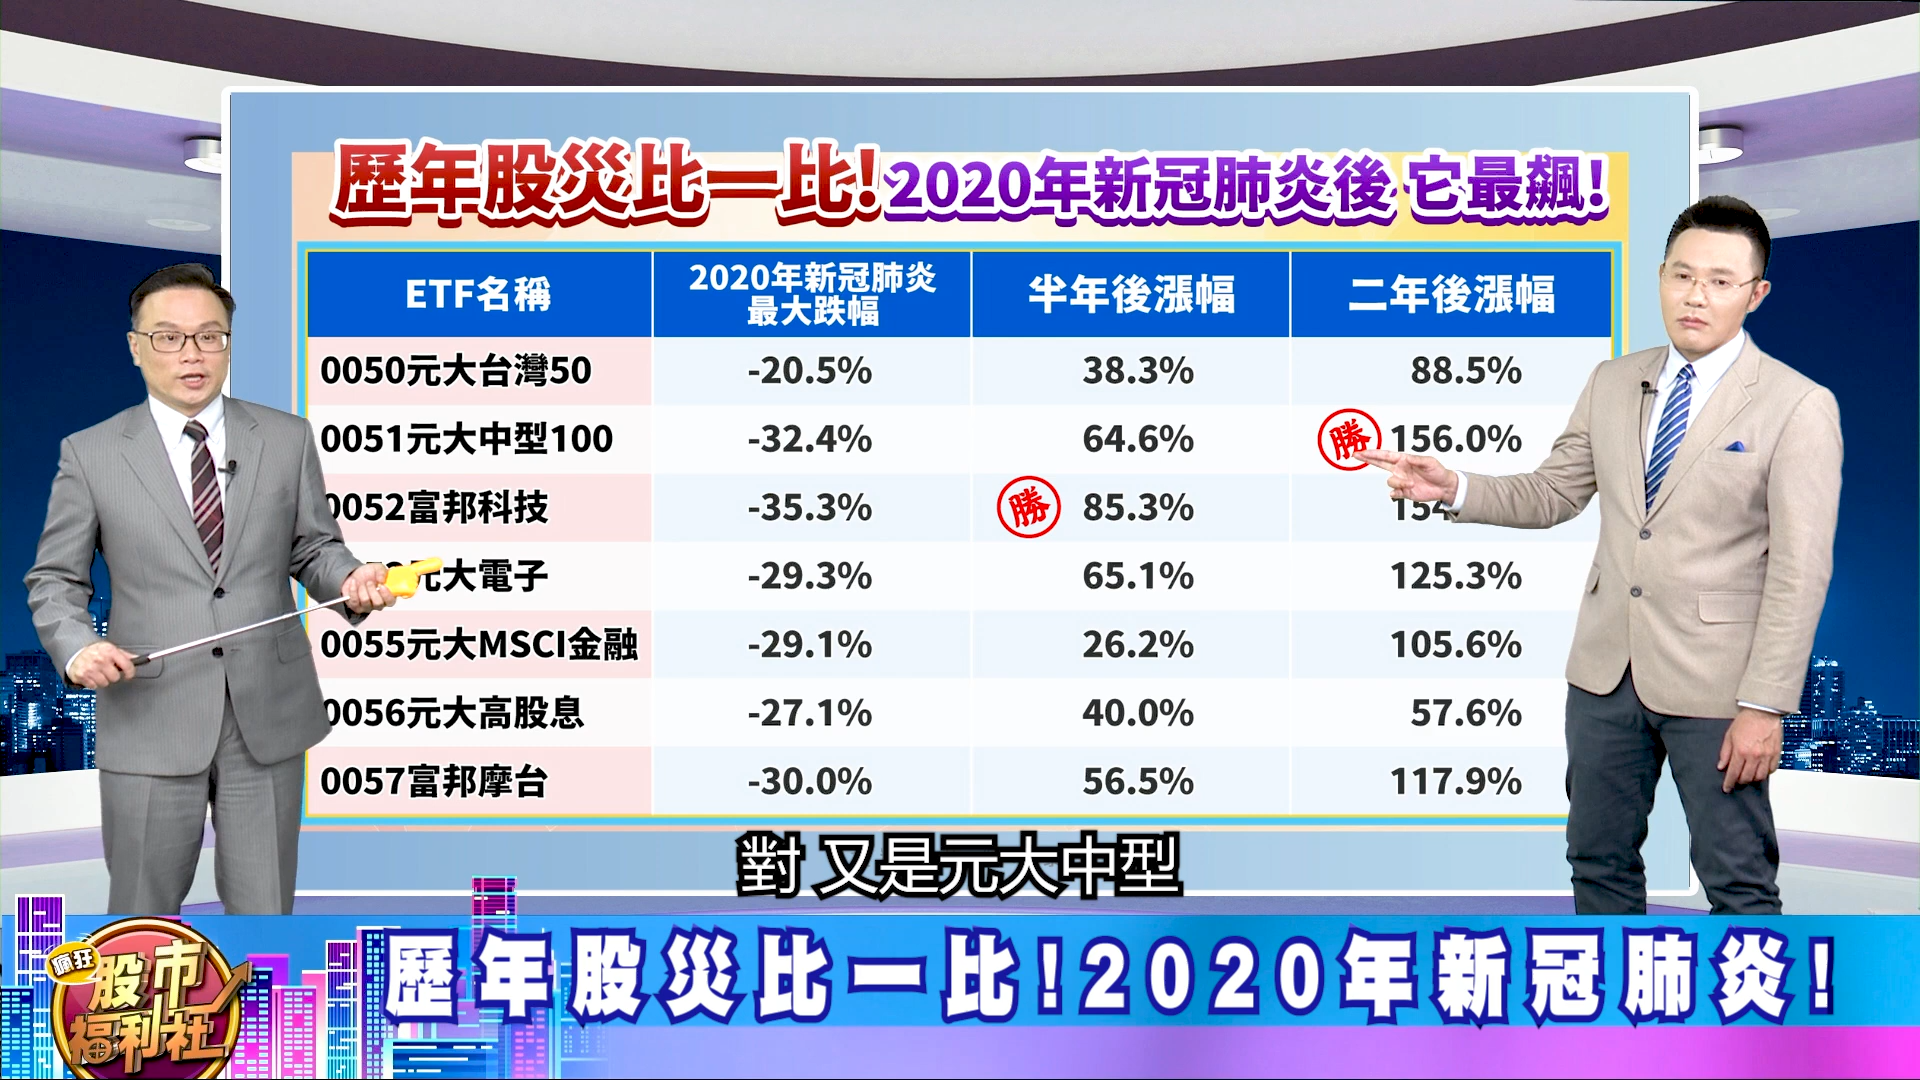 歷年股災比一比!2020年新冠肺炎後 它最飆!
ETF名稱 2020年新冠肺炎最大跌幅 半年後漲幅 二年後漲幅
0050元大台灣50 -20.5% 38.3% 88.5%
0051元大中型100 -32.4% 64.6% 勝 156.0%
0052富邦科技 -35.3% 勝 85.3% 154
元大電子 -29.3% 65.1% 125.3%
0055元大MSCI金融 -29.1% 26.2% 105.6%
0056元大高股息 -27.1% 40.0% 57.6%
0057富邦摩台 -30.0% 56.5% 117.9%
對 又是元大中型
瘋狂
股市
福利社
歷年股災比一比!2020年新冠肺炎!